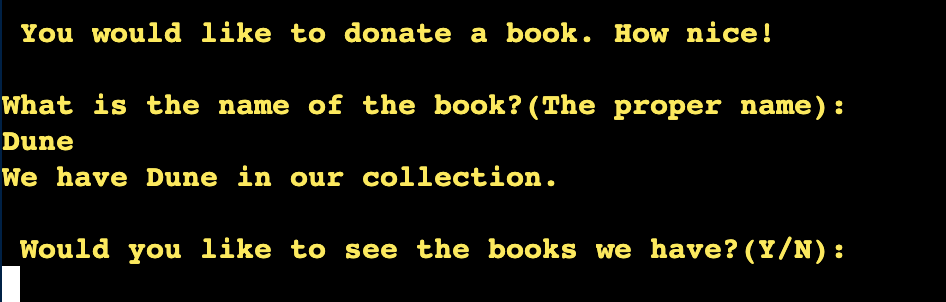 You would like to donate a book. How nice!
What is the name of the book?(The proper name):
Dune
We have Dune in our collection.
Would you like to see the books we have?(Y/N):